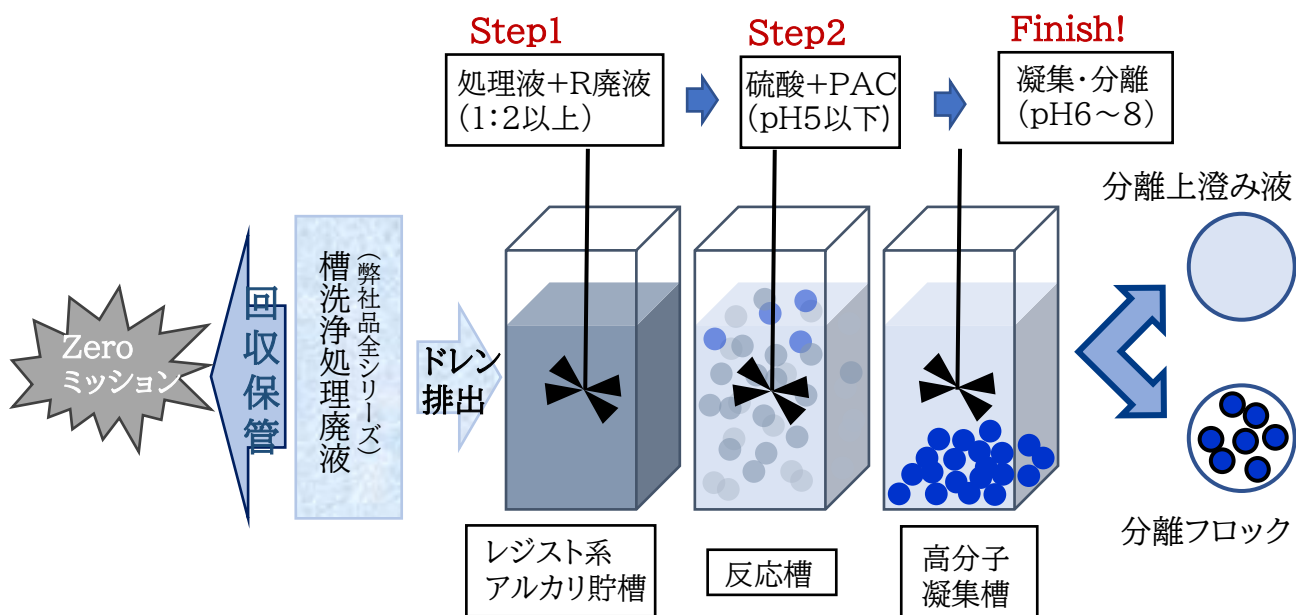 Step1
処理液+R廃液
(1:2以上)
Step2
硫酸+PAC
(pH5以下)
Finish!
凝集・分離
(pH6～8)
分離上澄み液
Zero
ミッション
回収保管
(弊社品全シリーズ)
槽洗浄処理廃液
ドレン
排出
分離フロック
レジスト系
アルカリ貯槽
反応槽
高分子
凝集槽